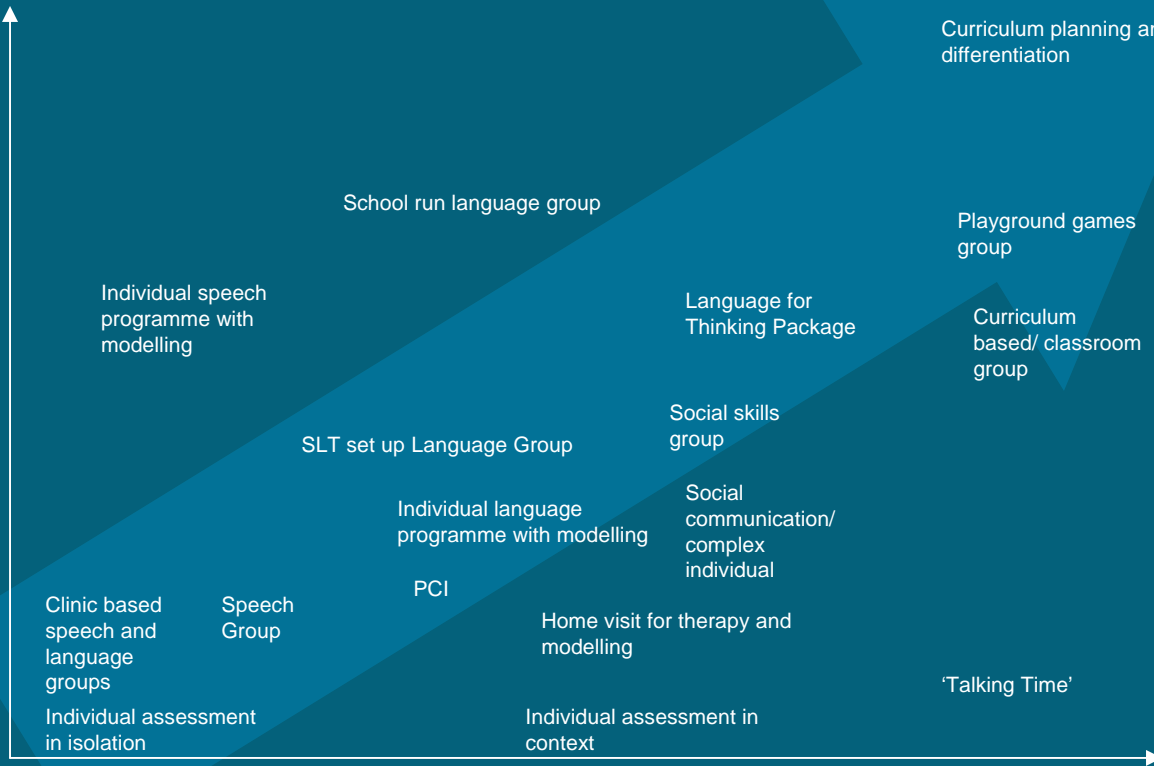 Curriculum planning
differentiation
School run language group
Playground games
group
Individual speech
programme with
modelling
Language for
Thinking Package
Curriculum
based/ classroom
group
Social skills
group
SLT set up Language Group
Social
communication/
complex
individual
Individual language
programme with modelling
PCI
Clinic based
speech and
language
groups
Speech
Group
Home visit for therapy and
modelling
‘Talking Time’
Individual assessment
in isolation
Individual assessment in
context